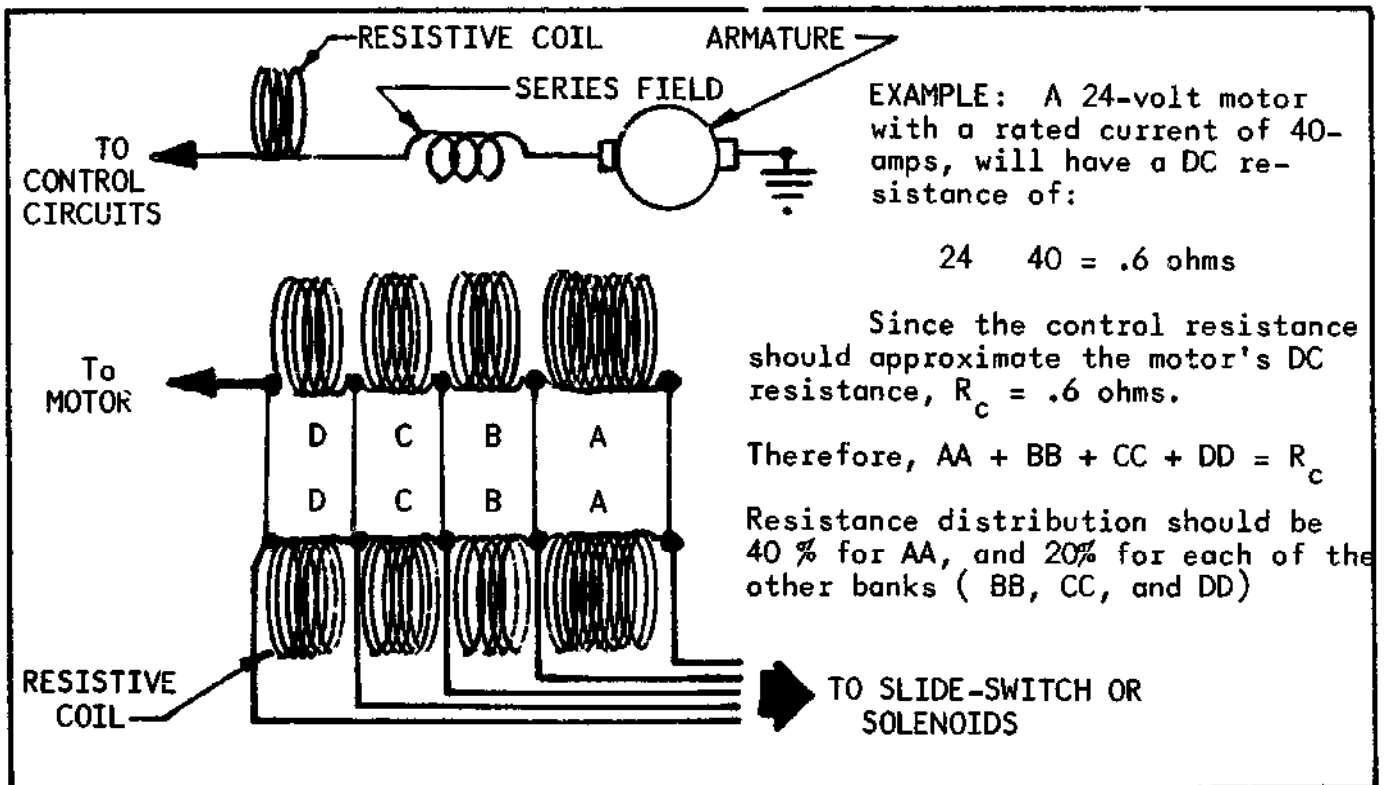 RESISTIVE COIL
ARMATURE
SERIES FIELD
TO
CONTROL
CIRCUITS
EXAMPLE: A 24-volt motor
with a rated current of 40-
amps, will have a DC re-
sistance of:
24 40 = .6 ohms
Since the control resistance
should approximate the motor's DC
resistance, R_c = .6 ohms.
Therefore, AA + BB + CC + DD = R_c
Resistance distribution should be
40 % for AA, and 20% for each of the
other banks ( BB, CC, and DD)
To
MOTOR
D C B A
D C B A
RESISTIVE
COIL
TO SLIDE-SWITCH OR
SOLENOIDS